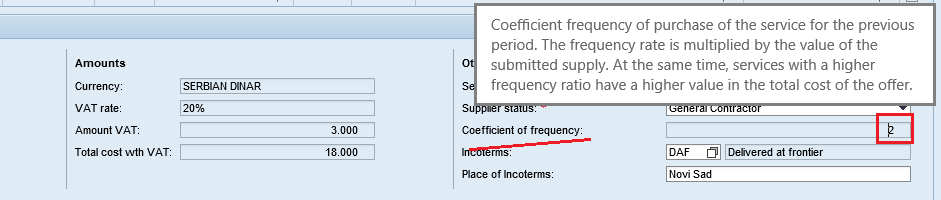 Coefficient frequency of purchase of the service for the previous
period. The frequency rate is multiplied by the value of the
submitted supply. At the same time, services with a higher
frequency ratio have a higher value in the total cost of the offer.
Amounts
Currency: SERBIAN DINAR
VAT rate: 20%
Amount VAT: 3.000
Total cost wth VAT: 18.000
Ot
Se
Supplier status: * General Contractor
Coefficient of frequency: 2
Incoterms: DAF Delivered at frontier
Place of Incoterms: Novi Sad